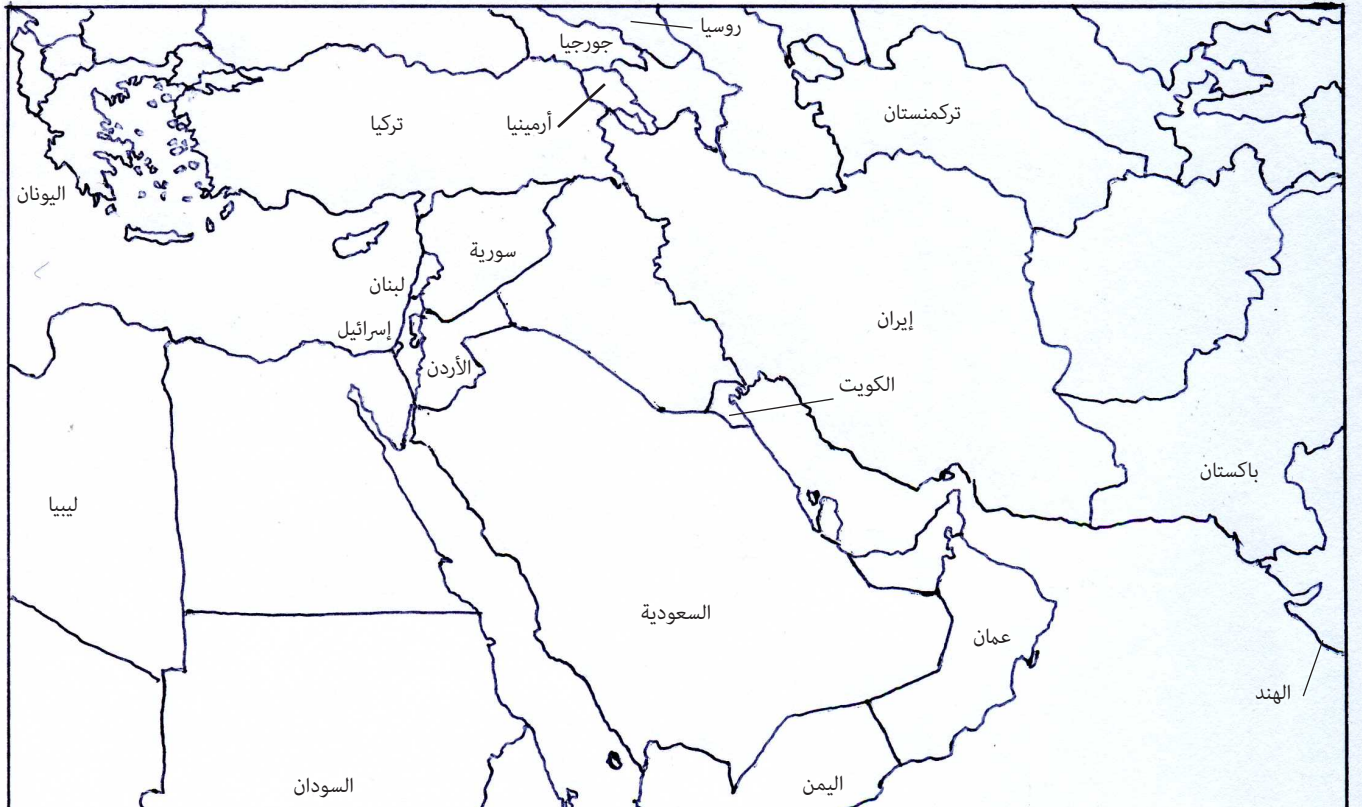 روسيا
جورجيا
تركمنستان
أرمينيا
تركيا
اليونان
سورية
لبنان
إيران
إسرائيل
الأردن
الكويت
باكستان
ليبيا
السعودية
عمان
الهند
السودان
اليمن